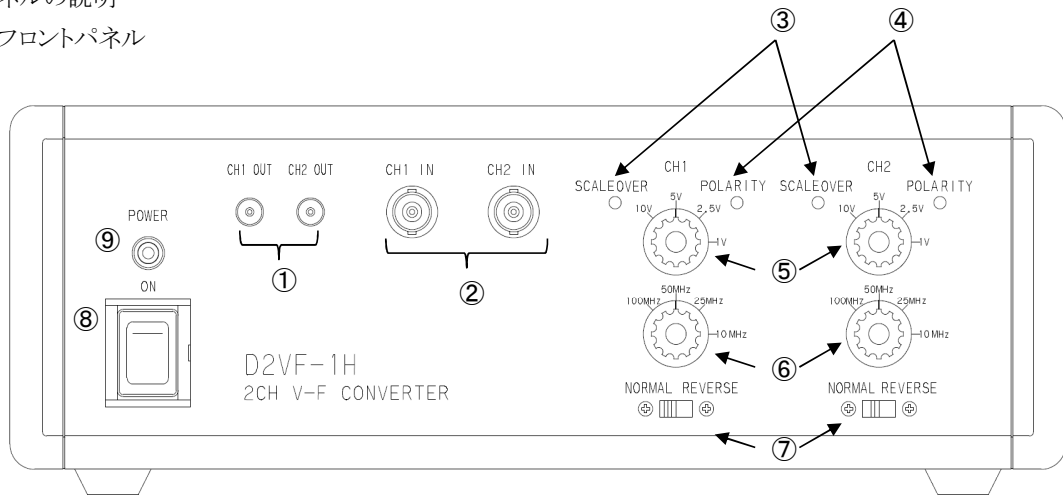 ネルの説明
フロントパネル
③ ④
CH1 OUT CH2 OUT CH1 IN CH2 IN CH1 CH2
SCALEOVER POLARITY SCALEOVER POLARITY
10V 5V 2.5V 1V 10V 5V 2.5V 1V
POWER
⑨ ① ② ⑤
ON
⑧
100MHz 50MHz 25MHz 10MHz 100MHz 50MHz 25MHz 10MHz
D2VF-1H
⑥
2CH V-F CONVERTER
NORMAL REVERSE NORMAL REVERSE
⑦